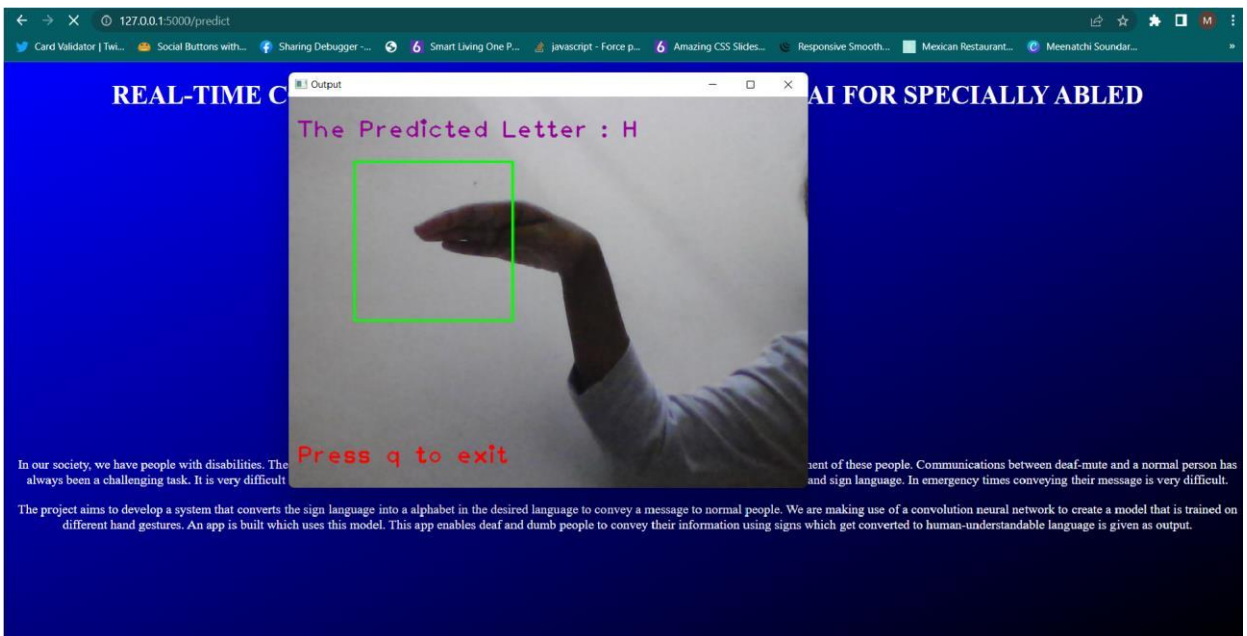 127.0.0.1:5000/predict
M
Card Validator | Twi...
Social Buttons with...
Sharing Debugger -...
Smart Living One P...
javascript - Force p...
Amazing CSS Slides...
Responsive Smooth...
Mexican Restaurant...
Meenatchi Soundar...
»
Output
REAL-TIME C
AI FOR SPECIALLY ABLED
The Predicted Letter : H
Press q to exit
In our society, we have people with disabilities. The
of these people. Communications between deaf-mute and a normal person has
always been a challenging task. It is very difficult
sign language. In emergency times conveying their message is very difficult.
The project aims to develop a system that converts the sign language into a alphabet in the desired language to convey a message to normal people. We are making use of a convolution neural network to create a model that is trained on
different hand gestures. An app is built which uses this model. This app enables deaf and dumb people to convey their information using signs which get converted to human-understandable language is given as output.